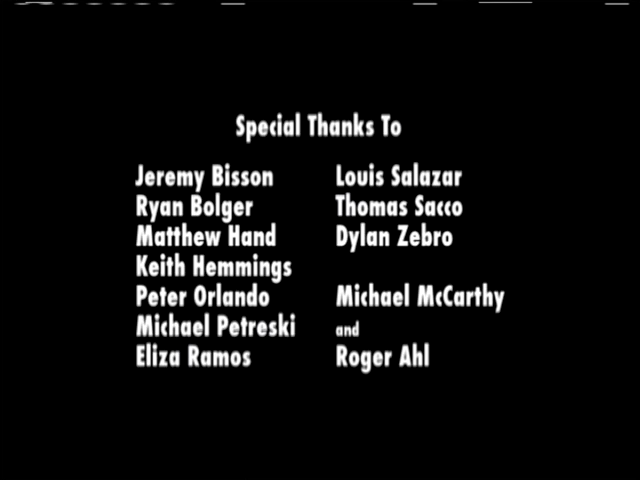 Special Thanks To
Jeremy Bisson
Ryan Bolger
Matthew Hand
Keith Hemmings
Peter Orlando
Michael Petreski
Eliza Ramos
Louis Salazar
Thomas Sacco
Dylan Zebro
Michael McCarthy
and
Roger Ahl